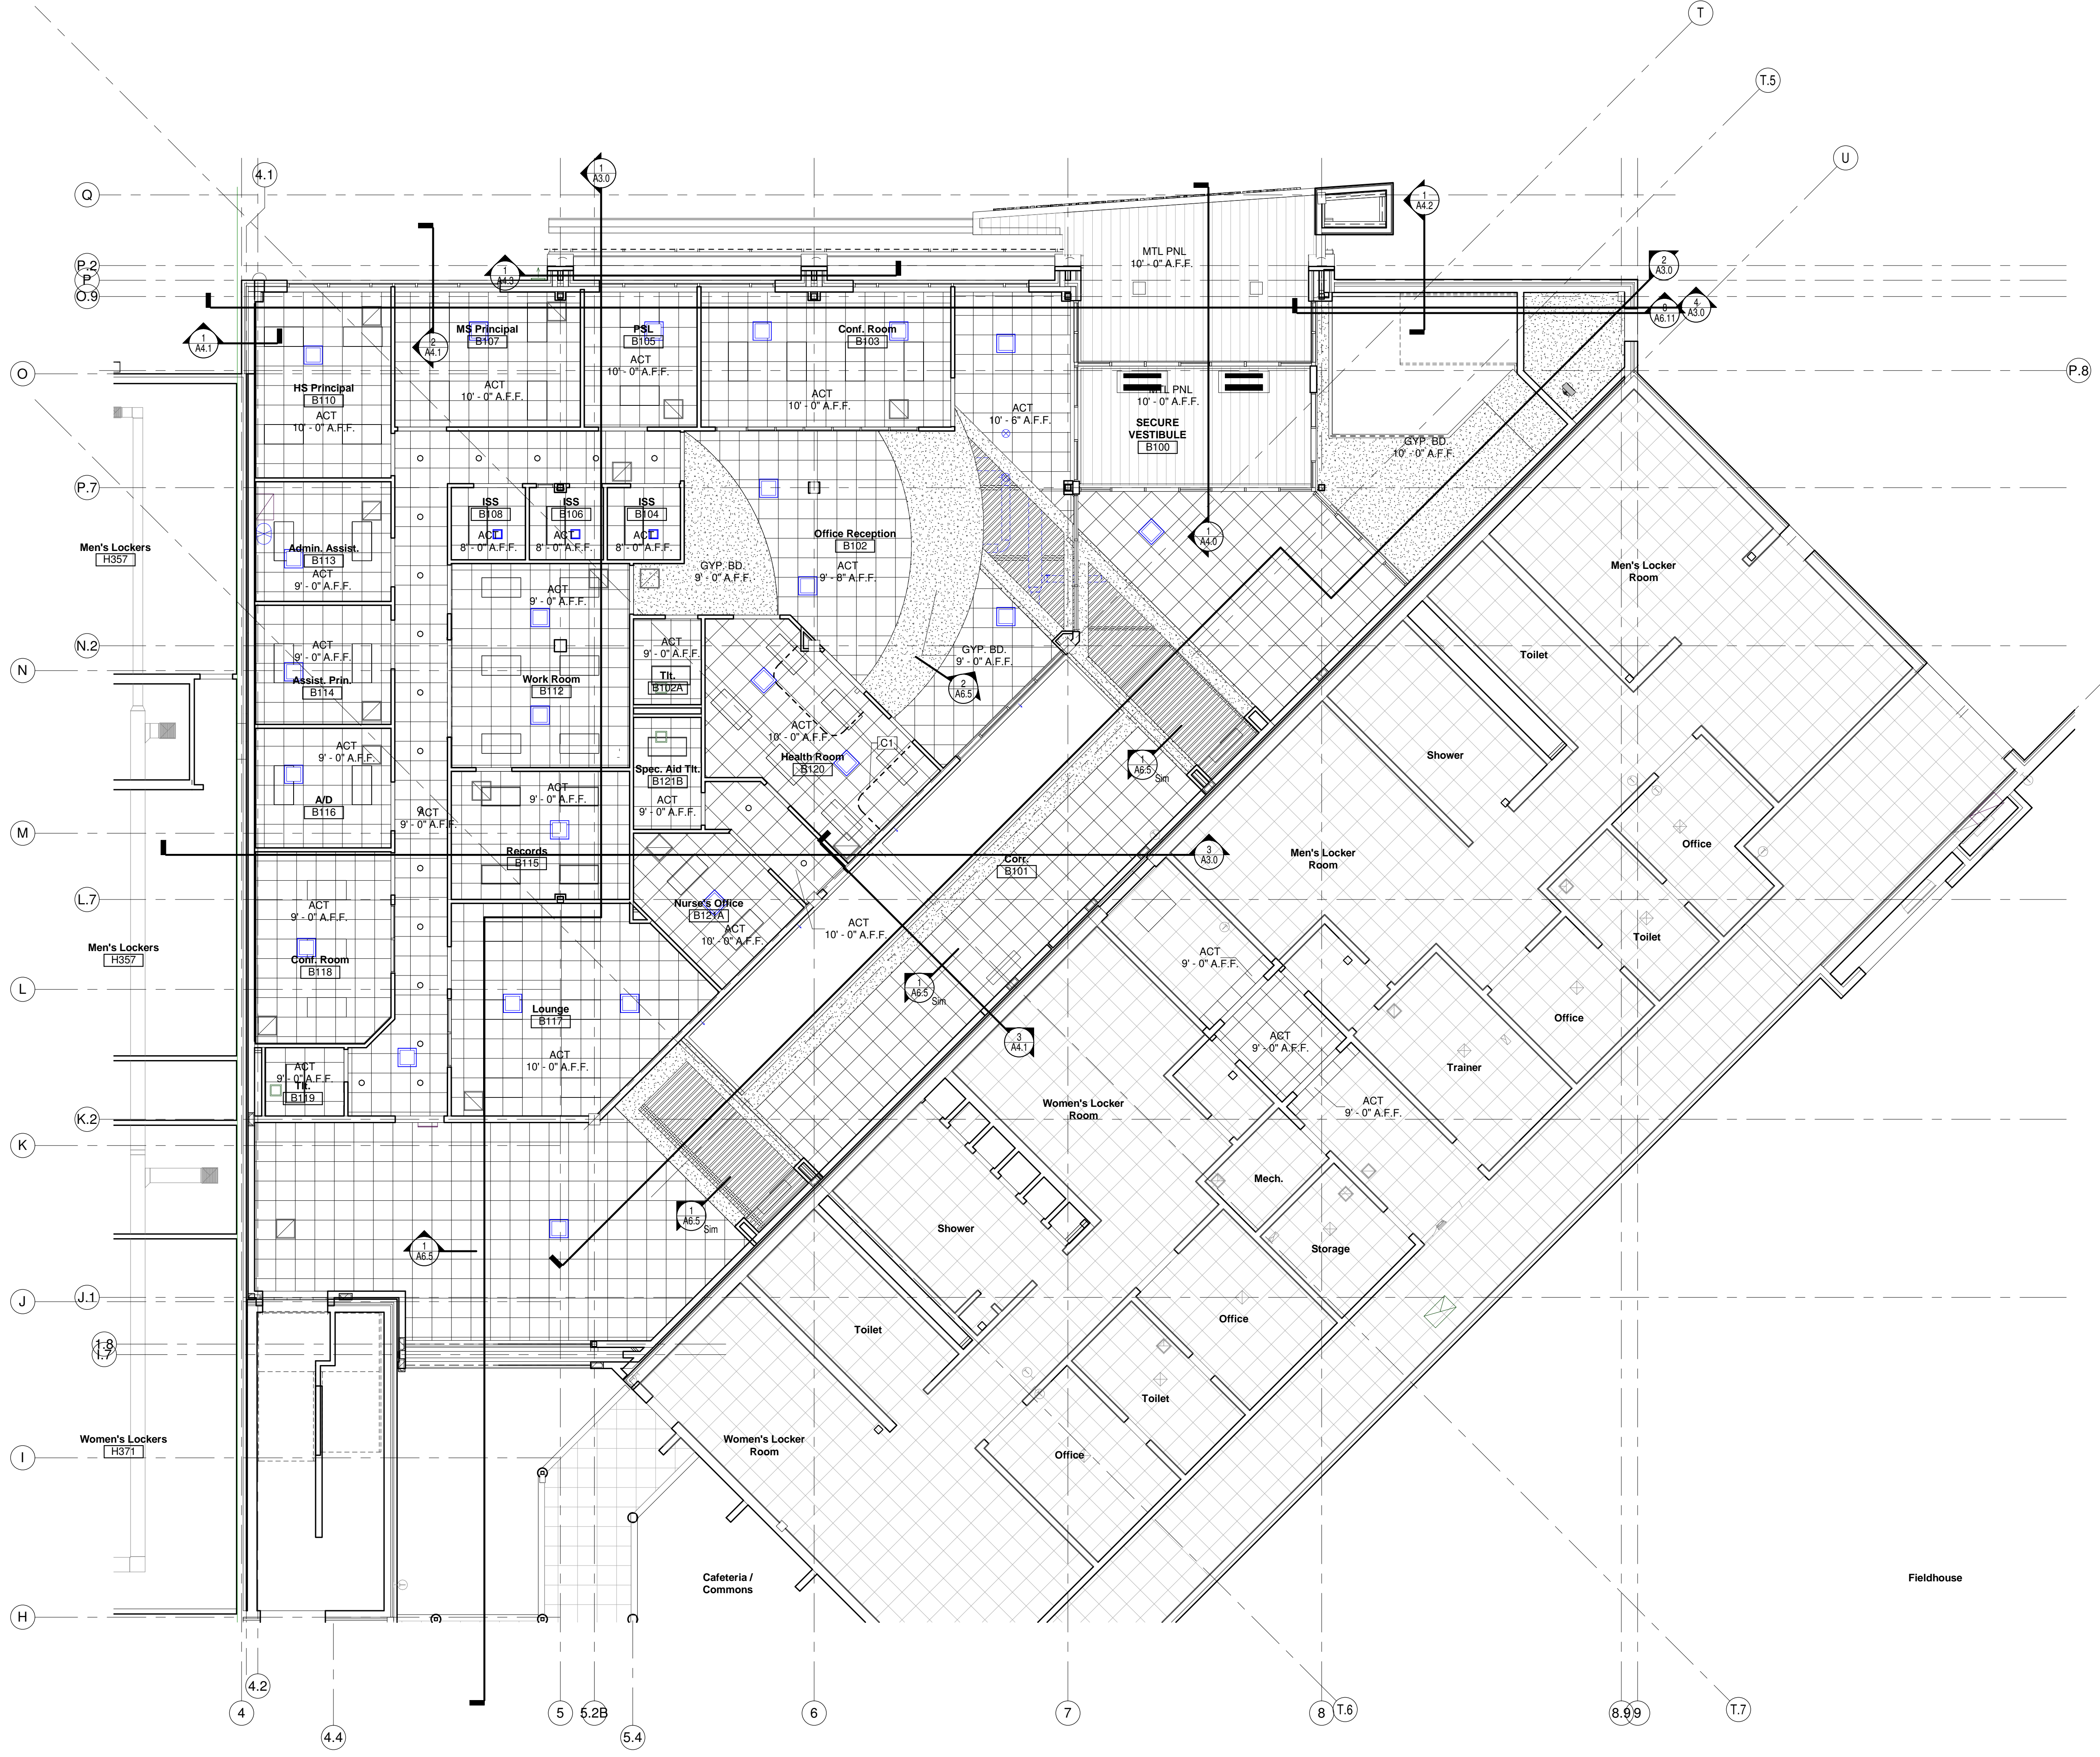 T
T.5
U
Q
4.1
1
A3.0
1
A4.2
P.2
P
O.9
1
A4.3
MTL PNL
10' - 0" A.F.F.
2
A3.0
A6.11
4
A3.0
1
A4.1
2
A4.1
MS Principal
B107
PSL
B105
Conf. Room
B103
ACT
10' - 0" A.F.F.
O
P.8
HS Principal
B110
ACT
10' - 0" A.F.F.
ACT
10' - 0" A.F.F.
ACT
10' - 0" A.F.F.
ACT
10' - 6" A.F.F.
MTL PNL
10' - 0" A.F.F.
SECURE
VESTIBULE
B100
GYP. BD.
10' - 0" A.F.F.
P.7
ISS
B108
ISS
B106
ISS
B104
ACT
8' - 0" A.F.F.
ACT
8' - 0" A.F.F.
ACT
8' - 0" A.F.F.
Office Reception
B102
ACT
9' - 8" A.F.F.
1
A4.0
Men's Lockers
H357
Admin. Assist.
B113
ACT
9' - 0" A.F.F.
GYP. BD.
9' - 0" A.F.F.
ACT
9' - 0" A.F.F.
Men's Locker
Room
N.2
N
ACT
9' - 0" A.F.F.
Assist. Prin.
B114
Work Room
B112
ACT
9' - 0" A.F.F.
Tlt.
B102A
GYP. BD.
9' - 0" A.F.F.
2
A6.5
Toilet
ACT
10' - 0" A.F.F.
C1
Health Room
B120
1
A6.5
Sim
Shower
ACT
9' - 0" A.F.F.
A/D
B116
Spec. Aid Tlt.
B121B
ACT
9' - 0" A.F.F.
ACT
9' - 0" A.F.F.
ACT
9' - 0" A.F.F.
M
Records
B115
3
A3.0
Corr.
B101
Men's Locker
Room
Office
L.7
ACT
9' - 0" A.F.F.
Nurse's Office
B121A
ACT
10' - 0" A.F.F.
ACT
10' - 0" A.F.F.
Toilet
Men's Lockers
H357
Conf. Room
B118
ACT
9' - 0" A.F.F.
L
1
A6.5
Sim
Lounge
B117
ACT
10' - 0" A.F.F.
Office
3
A4.1
ACT
9' - 0" A.F.F.
Trainer
ACT
9' - 0" A.F.F.
Tlt.
B119
Women's Locker
Room
ACT
9' - 0" A.F.F.
K.2
K
Mech.
1
A6.5
Sim
Shower
Storage
1
A6.5
J
J.1
Office
Toilet
1.8
I.7
Toilet
Women's Lockers
H371
Women's Locker
Room
Office
I
Cafeteria /
Commons
Fieldhouse
H
4.2
4
4.4
5
5.2B
5.4
6
7
8
T.6
8.9
9
T.7